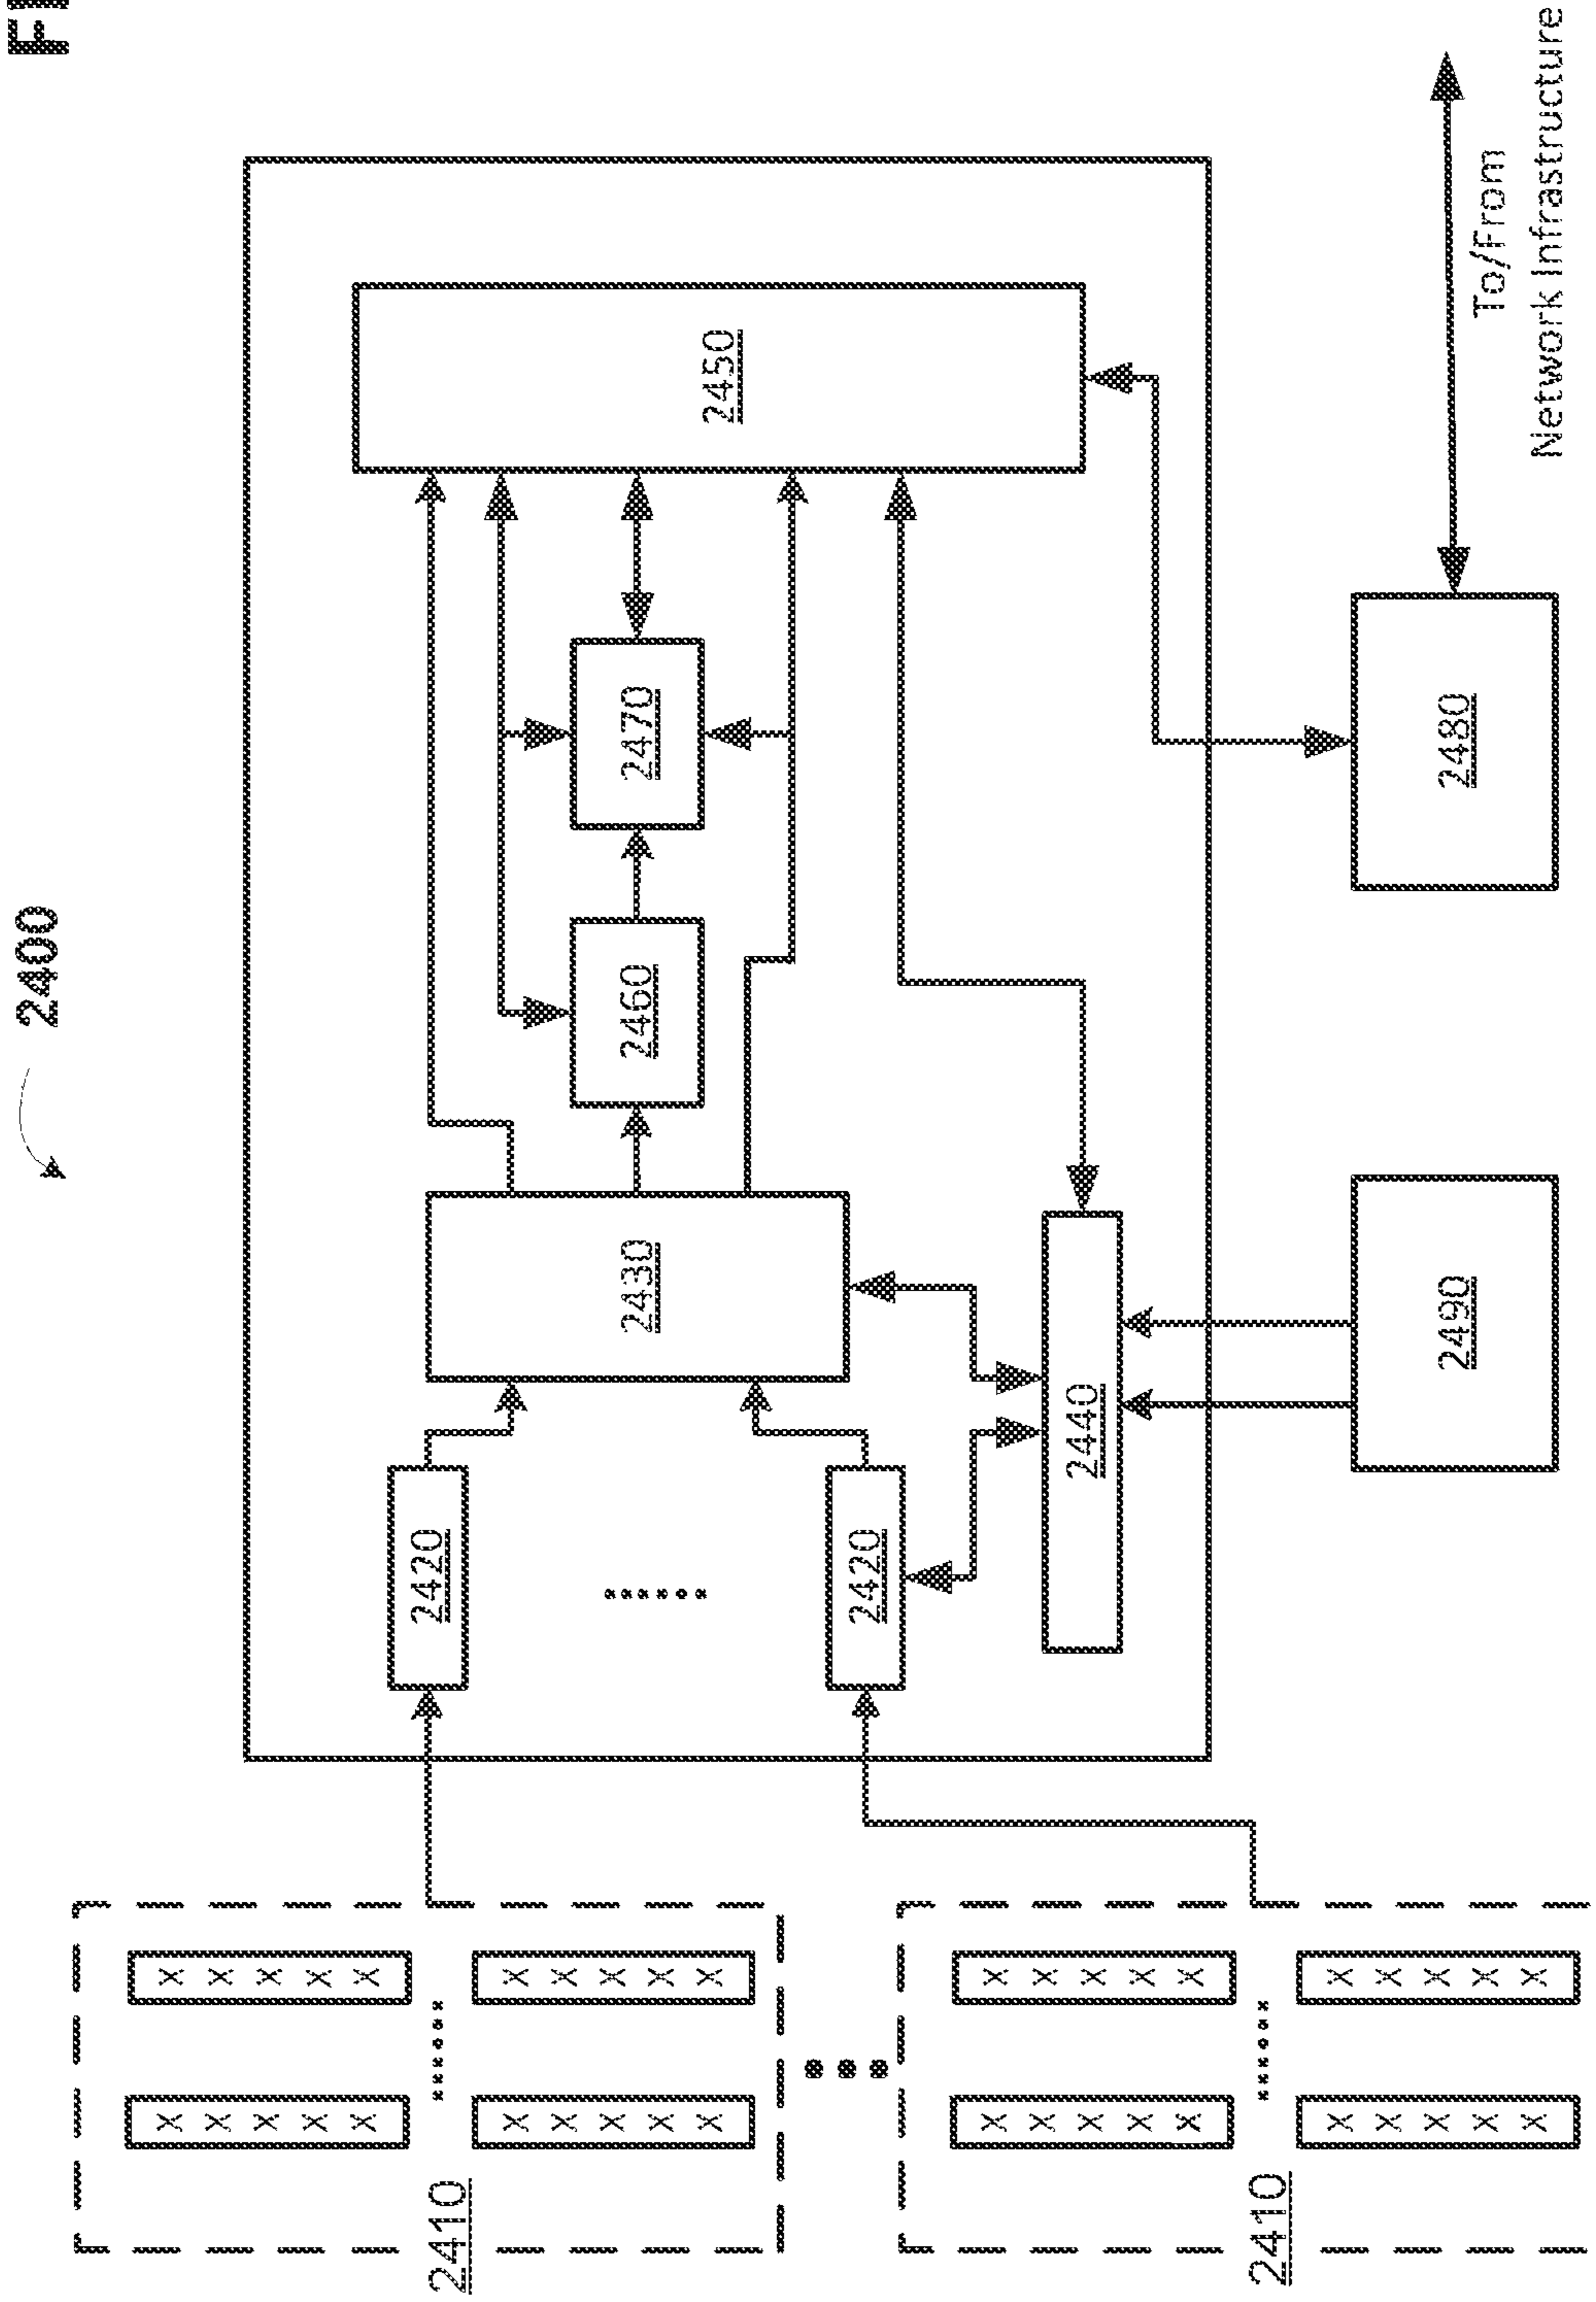 2400
X X X X X
X X X X X
X X X X X
X X X X X
2410
X X X X X
X X X X X
X X X X X
X X X X X
2410
2420
2420
2430
2440
2460
2470
2450
2490
2480
To/From
Network Infrastructure